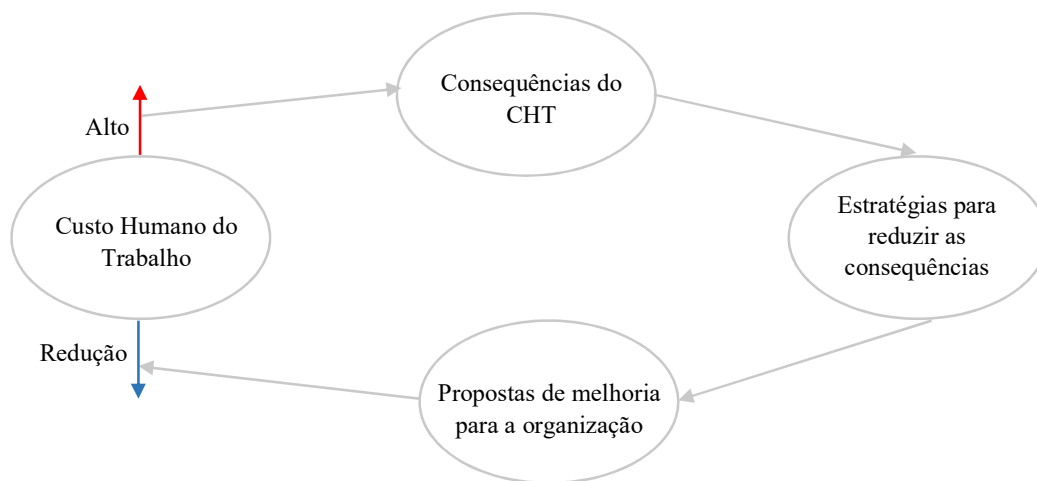 Consequências do
CHT
Alto
Custo Humano do
Trabalho
Estratégias para
reduzir as
consequências
Redução
Propostas de melhoria
para a organização